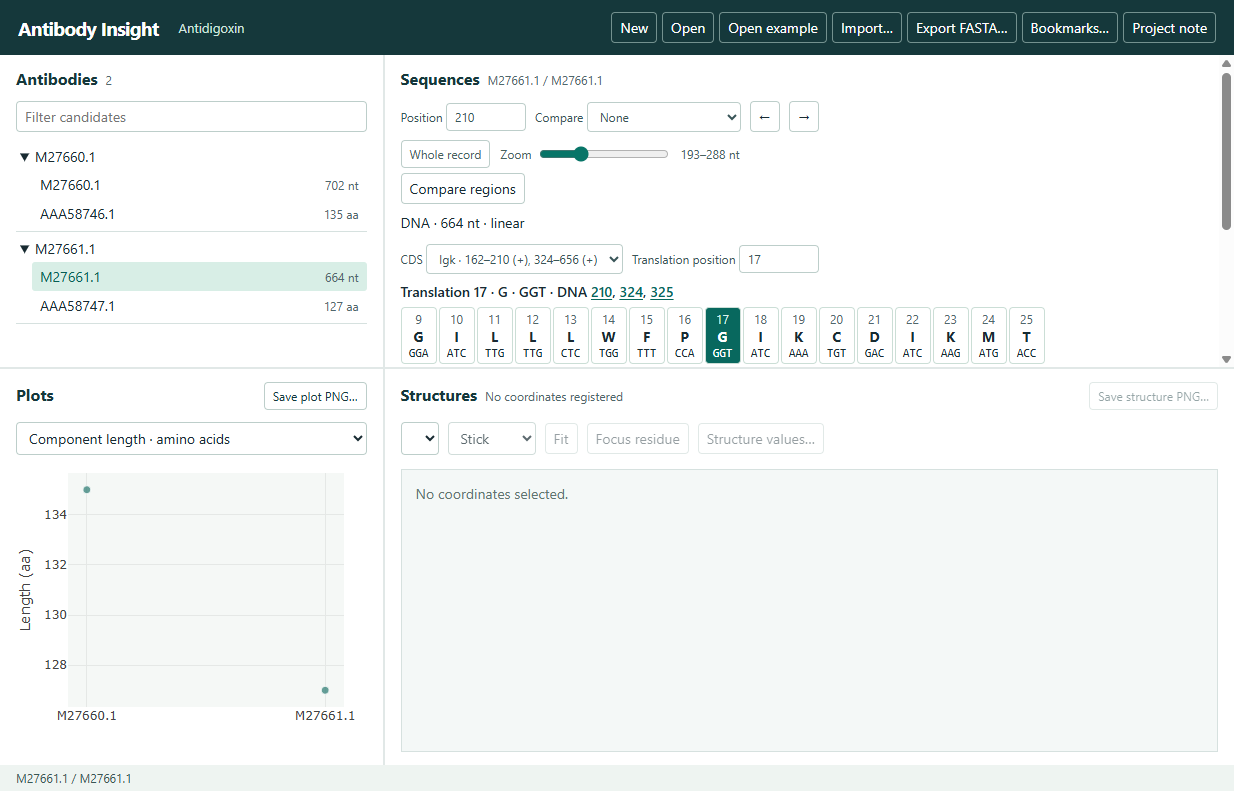 Antibody Insight Antidigoxin New Open Open example Import... Export FASTA... Bookmarks... Project note
Antibodies 2
Filter candidates
▼ M27660.1
M27660.1 702 nt
AAA58746.1 135 aa
▼ M27661.1
M27661.1 664 nt
AAA58747.1 127 aa
Sequences M27661.1 / M27661.1
Position 210 Compare None ← →
Whole record Zoom 193–288 nt
Compare regions
DNA · 664 nt · linear
CDS Igk · 162–210 (+), 324–656 (+) Translation position 17
Translation 17 · G · GGT · DNA 210, 324, 325
9 10 11 12 13 14 15 16 17 18 19 20 21 22 23 24 25
G I L L L W F P G I K C D I K M T
GGA ATC TTG TTG CTC TGG TTT CCA GGT ATC AAA TGT GAC ATC AAG ATG ACC
Plots Save plot PNG...
Component length · amino acids
134
132
130
128
Length (aa)
M27660.1 M27661.1
Structures No coordinates registered Save structure PNG...
Stick Fit Focus residue Structure values...
No coordinates selected.
M27661.1 / M27661.1